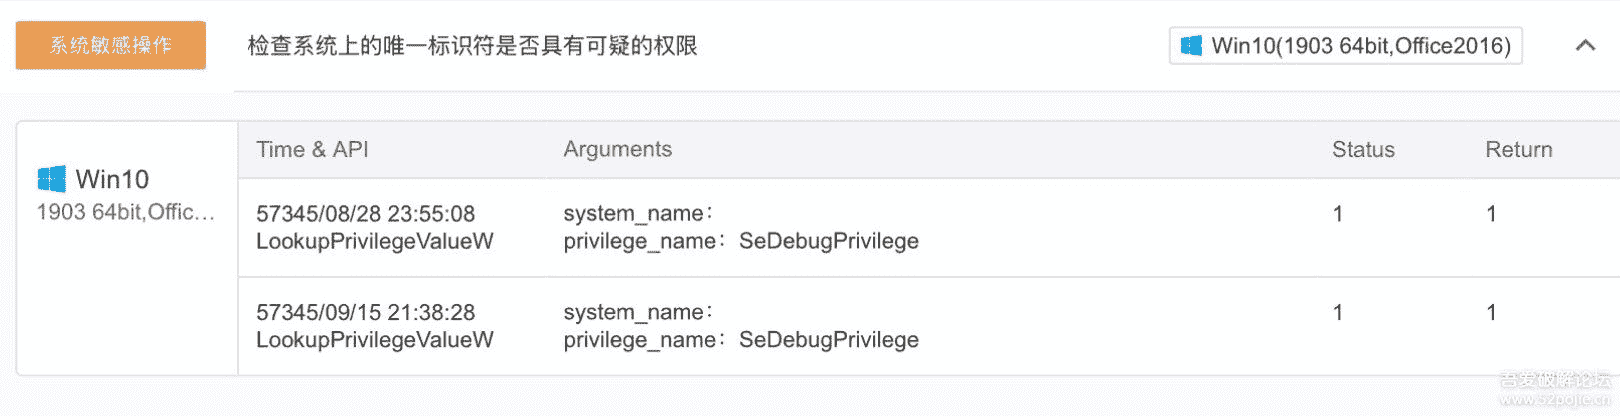 系统敏感操作
检查系统上的唯一标识符是否具有可疑的权限
Win10(1903 64bit,Office2016)
Time & API
Arguments
Status
Return
Win10
1903 64bit,Offic...
57345/08/28 23:55:08
LookupPrivilegeValueW
system_name：
privilege_name：SeDebugPrivilege
1
1
57345/09/15 21:38:28
LookupPrivilegeValueW
system_name：
privilege_name：SeDebugPrivilege
1
1
吾爱破解论坛
www.52pojie.cn